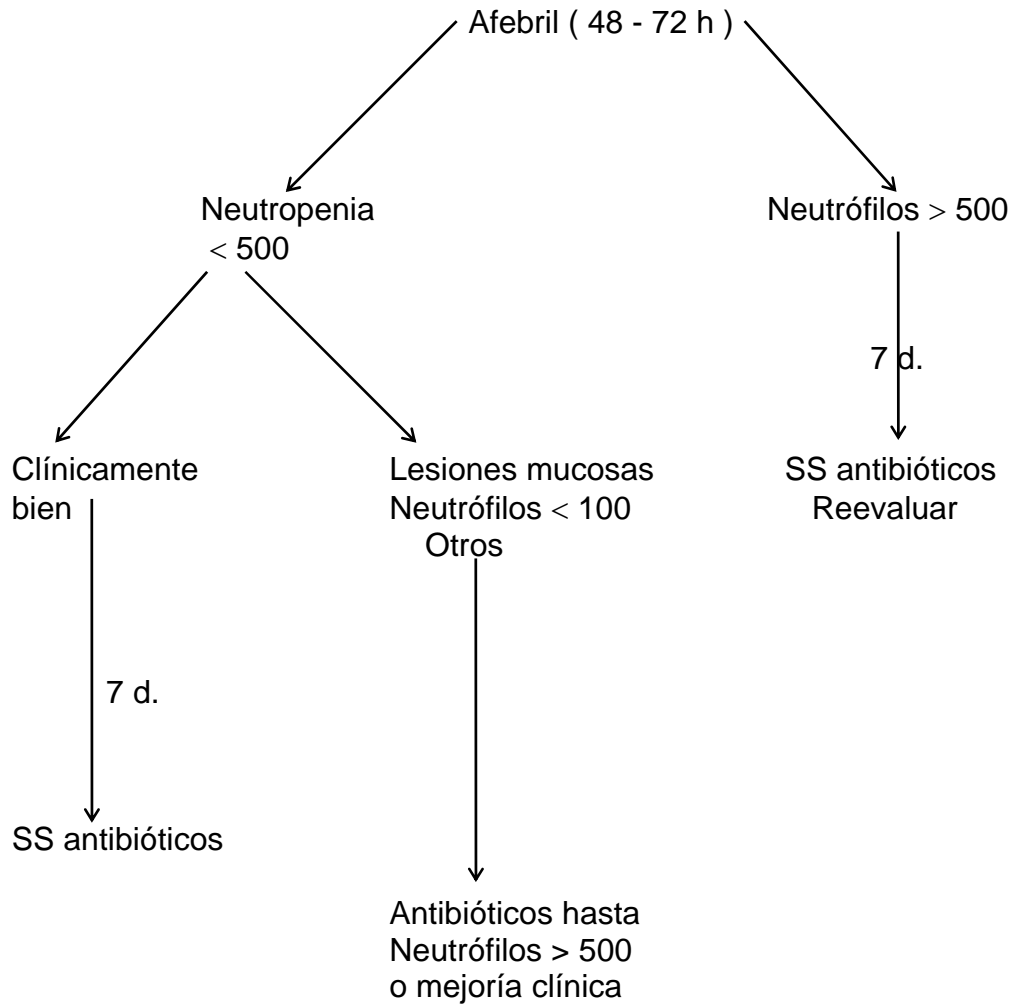 Afebril ( 48 - 72 h )
Neutropenia
< 500
Neutrófilos > 500
7 d.
Clínicamente
bien
Lesiones mucosas
Neutrófilos < 100
Otros
SS antibióticos
Reevaluar
7 d.
SS antibióticos
Antibióticos hasta
Neutrófilos > 500
o mejoría clínica